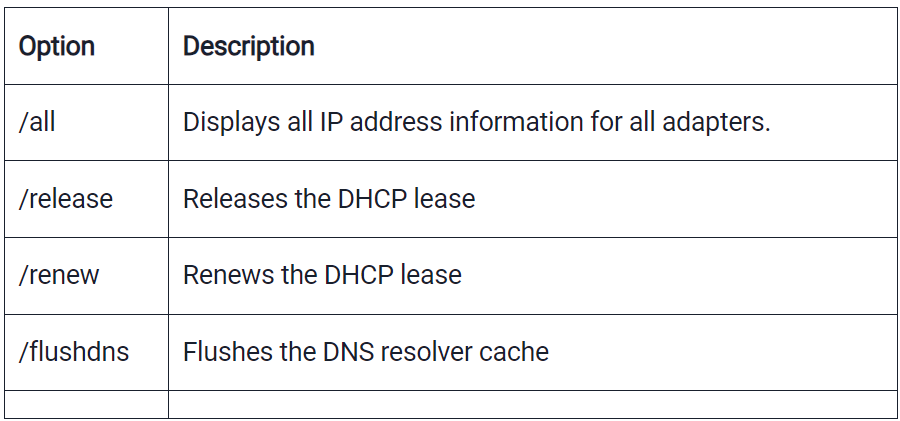 Option Description
/all Displays all IP address information for all adapters.
/release Releases the DHCP lease
/renew Renews the DHCP lease
/flushdns Flushes the DNS resolver cache